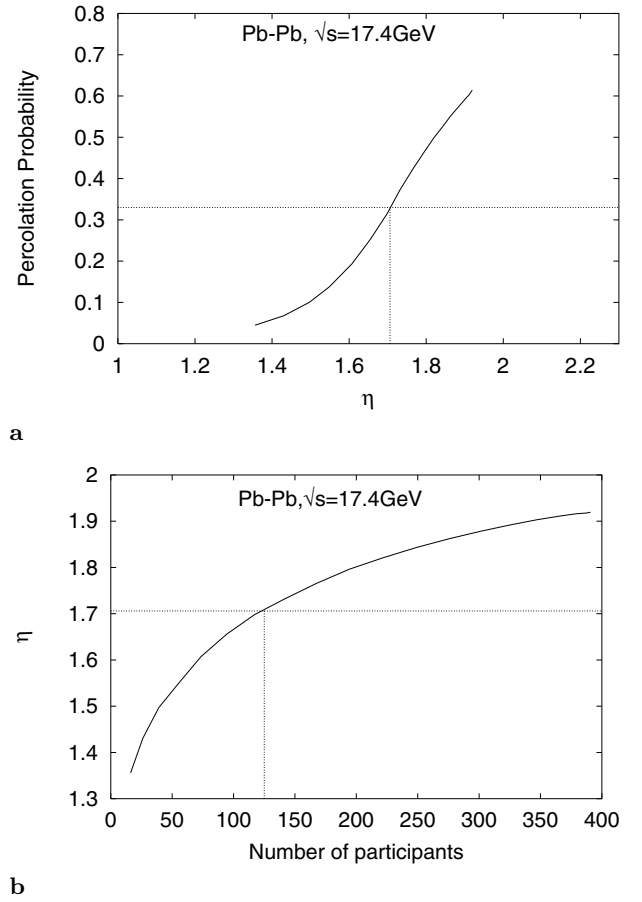 0.8
Pb-Pb, √s=17.4GeV
0.7
0.6
0.5
0.4
0.3
0.2
0.1
0
Percolation Probability
1 1.2 1.4 1.6 1.8 2 2.2
η
a
2
Pb-Pb,√s=17.4GeV
1.9
1.8
1.7
1.6
1.5
1.4
1.3
η
0 50 100 150 200 250 300 350 400
Number of participants
b